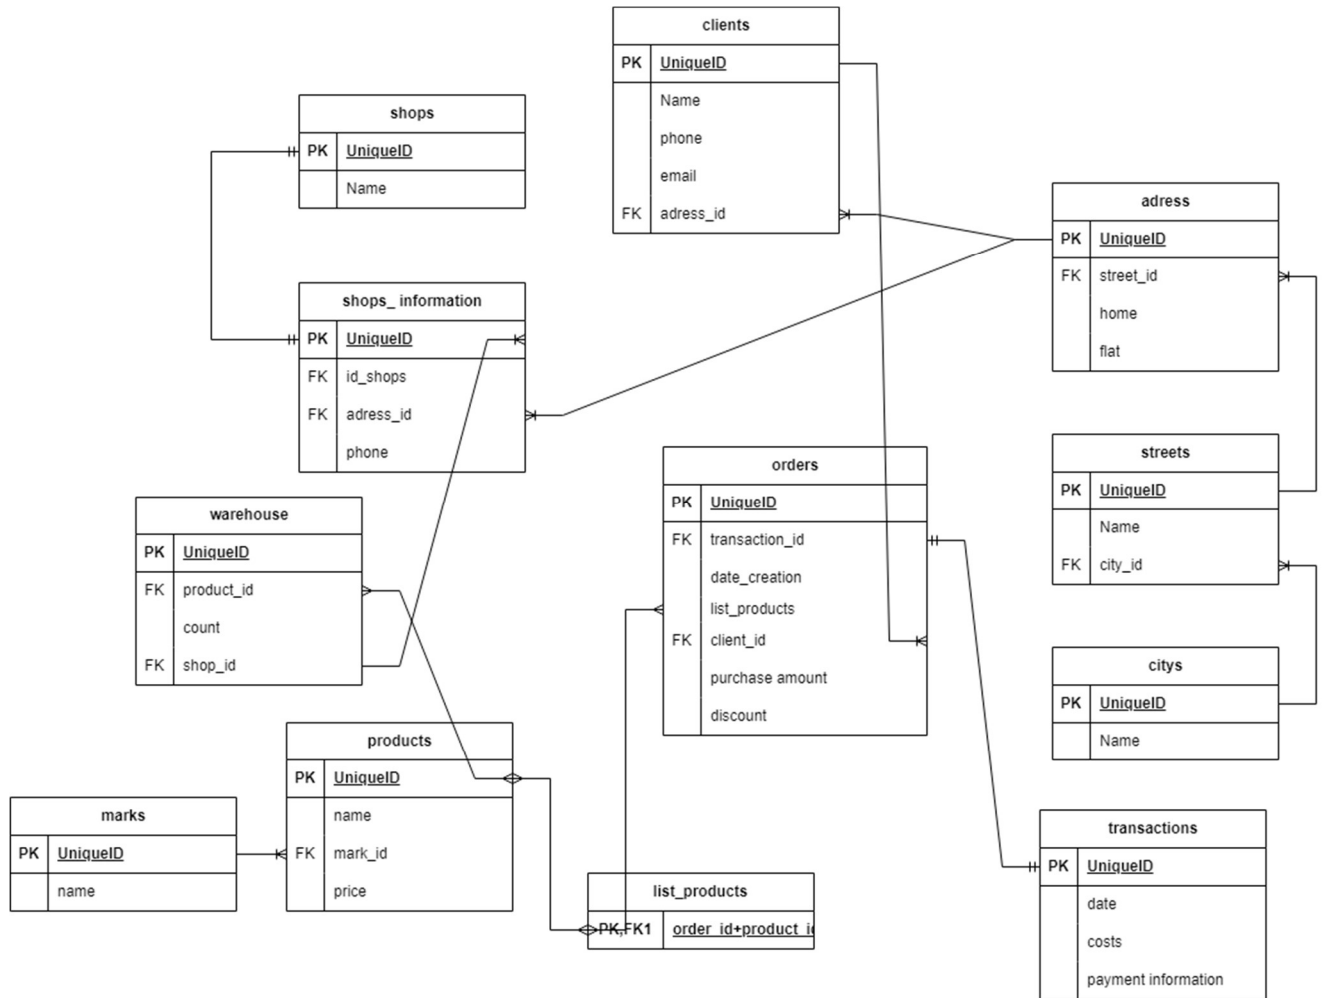 clients
PK UniqueID
Name
phone
email
FK adress_id
shops
PK UniqueID
Name
adress
PK UniqueID
FK street_id
home
flat
shops_ information
PK UniqueID
FK id_shops
FK adress_id
phone
streets
PK UniqueID
Name
FK city_id
orders
PK UniqueID
FK transaction_id
date_creation
list_products
FK client_id
purchase amount
discount
warehouse
PK UniqueID
FK product_id
count
FK shop_id
citys
PK UniqueID
Name
products
PK UniqueID
name
FK mark_id
price
marks
PK UniqueID
name
transactions
PK UniqueID
date
costs
payment information
list_products
PK,FK1 order_id+product_i